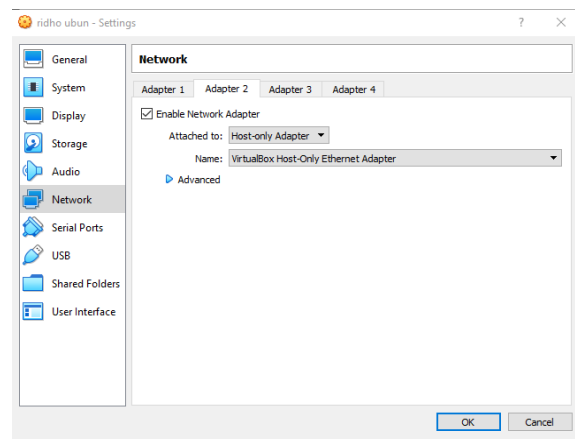 ridho ubun - Settings
? ×
General
System
Display
Storage
Audio
Network
Serial Ports
USB
Shared Folders
User Interface
Network
Adapter 1 Adapter 2 Adapter 3 Adapter 4
Enable Network Adapter
Attached to: Host-only Adapter
Name: VirtualBox Host-Only Ethernet Adapter
Advanced
OK Cancel